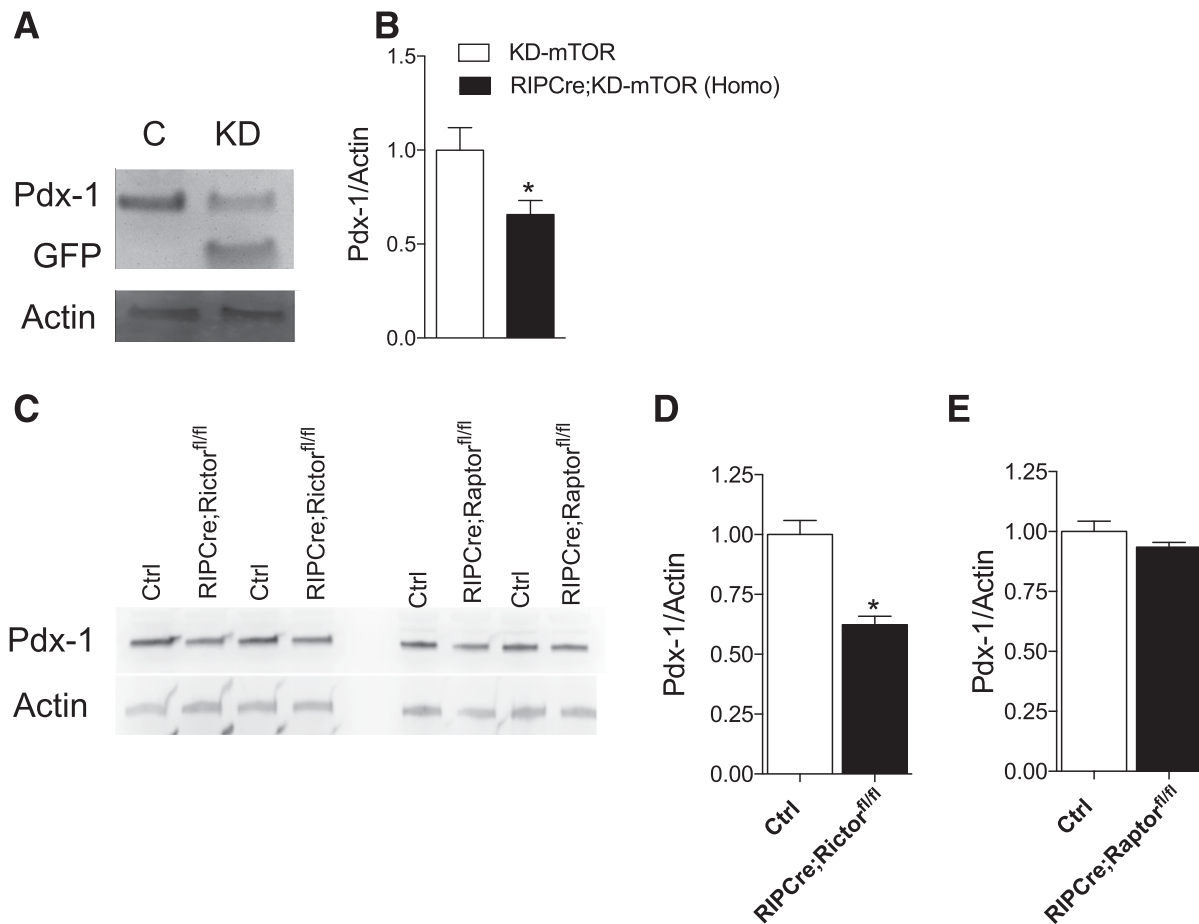 A
C KD
Pdx-1
GFP
Actin
B
KD-mTOR
RIPCre;KD-mTOR (Homo)
Pdx-1/Actin
1.5
1.0
0.5
0.0
*
C
Ctrl
RIPCre;Rictorfl/fl
Ctrl
RIPCre;Rictorfl/fl
Ctrl
RIPCre;Raptorfl/fl
Ctrl
RIPCre;Raptorfl/fl
Pdx-1
Actin
D
Pdx-1/Actin
1.25
1.00
0.75
0.50
0.25
0.00
*
Ctrl
RIPCre;Rictorfl/fl
E
Pdx-1/Actin
1.25
1.00
0.75
0.50
0.25
0.00
Ctrl
RIPCre;Raptorfl/fl